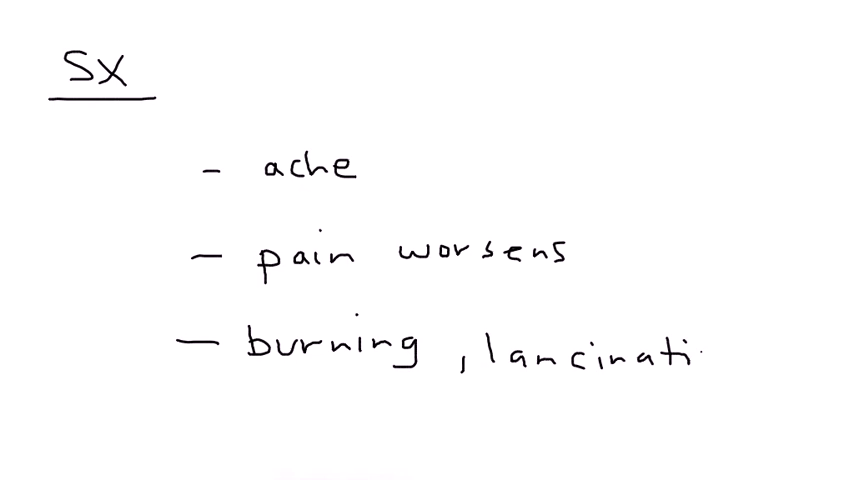 Sx
- ache
- pain worsens
- burning, lancinati